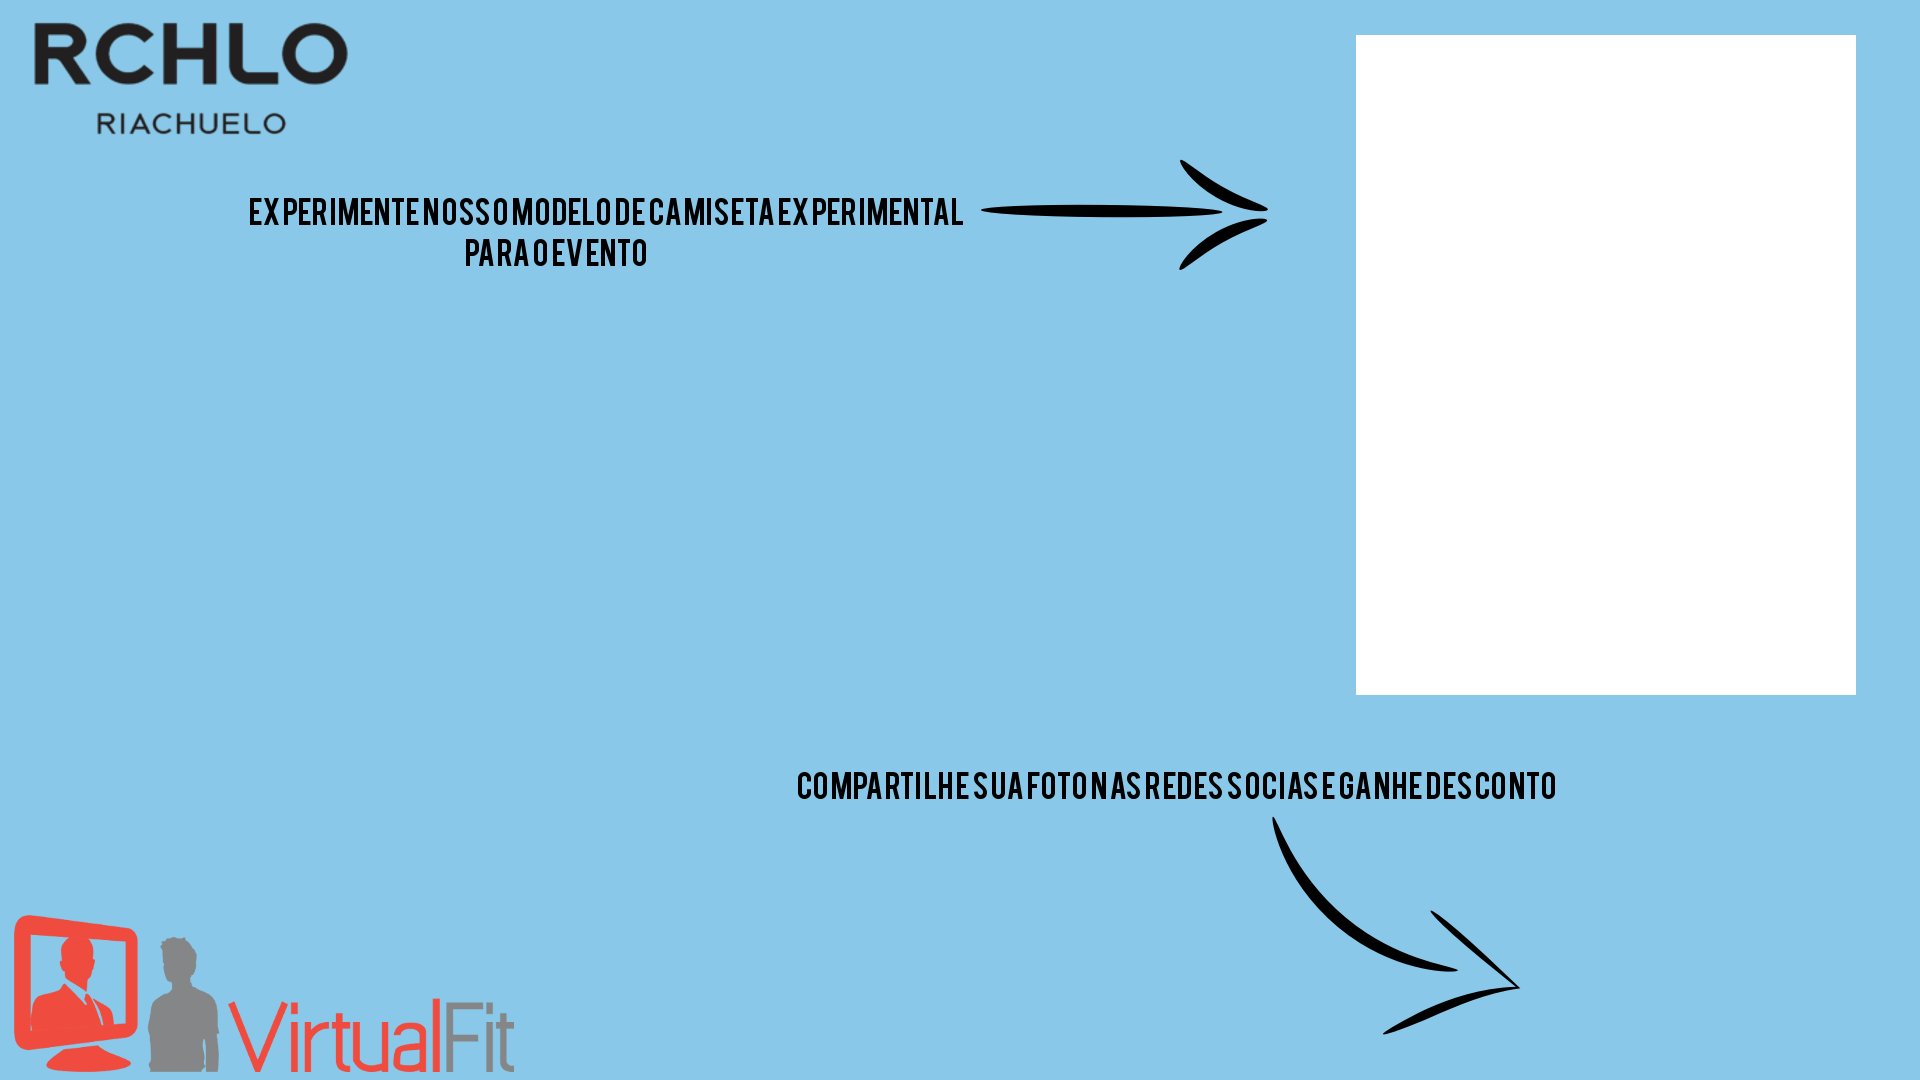 RCHLO
RIACHUELO
EXPERIMENTE NOSSO MODELO DE CAMISETA EXPERIMENTAL
PARA O EVENTO
COMPARTILHE SUA FOTO NAS REDES SOCIAS E GANHE DESCONTO
VirtualFit